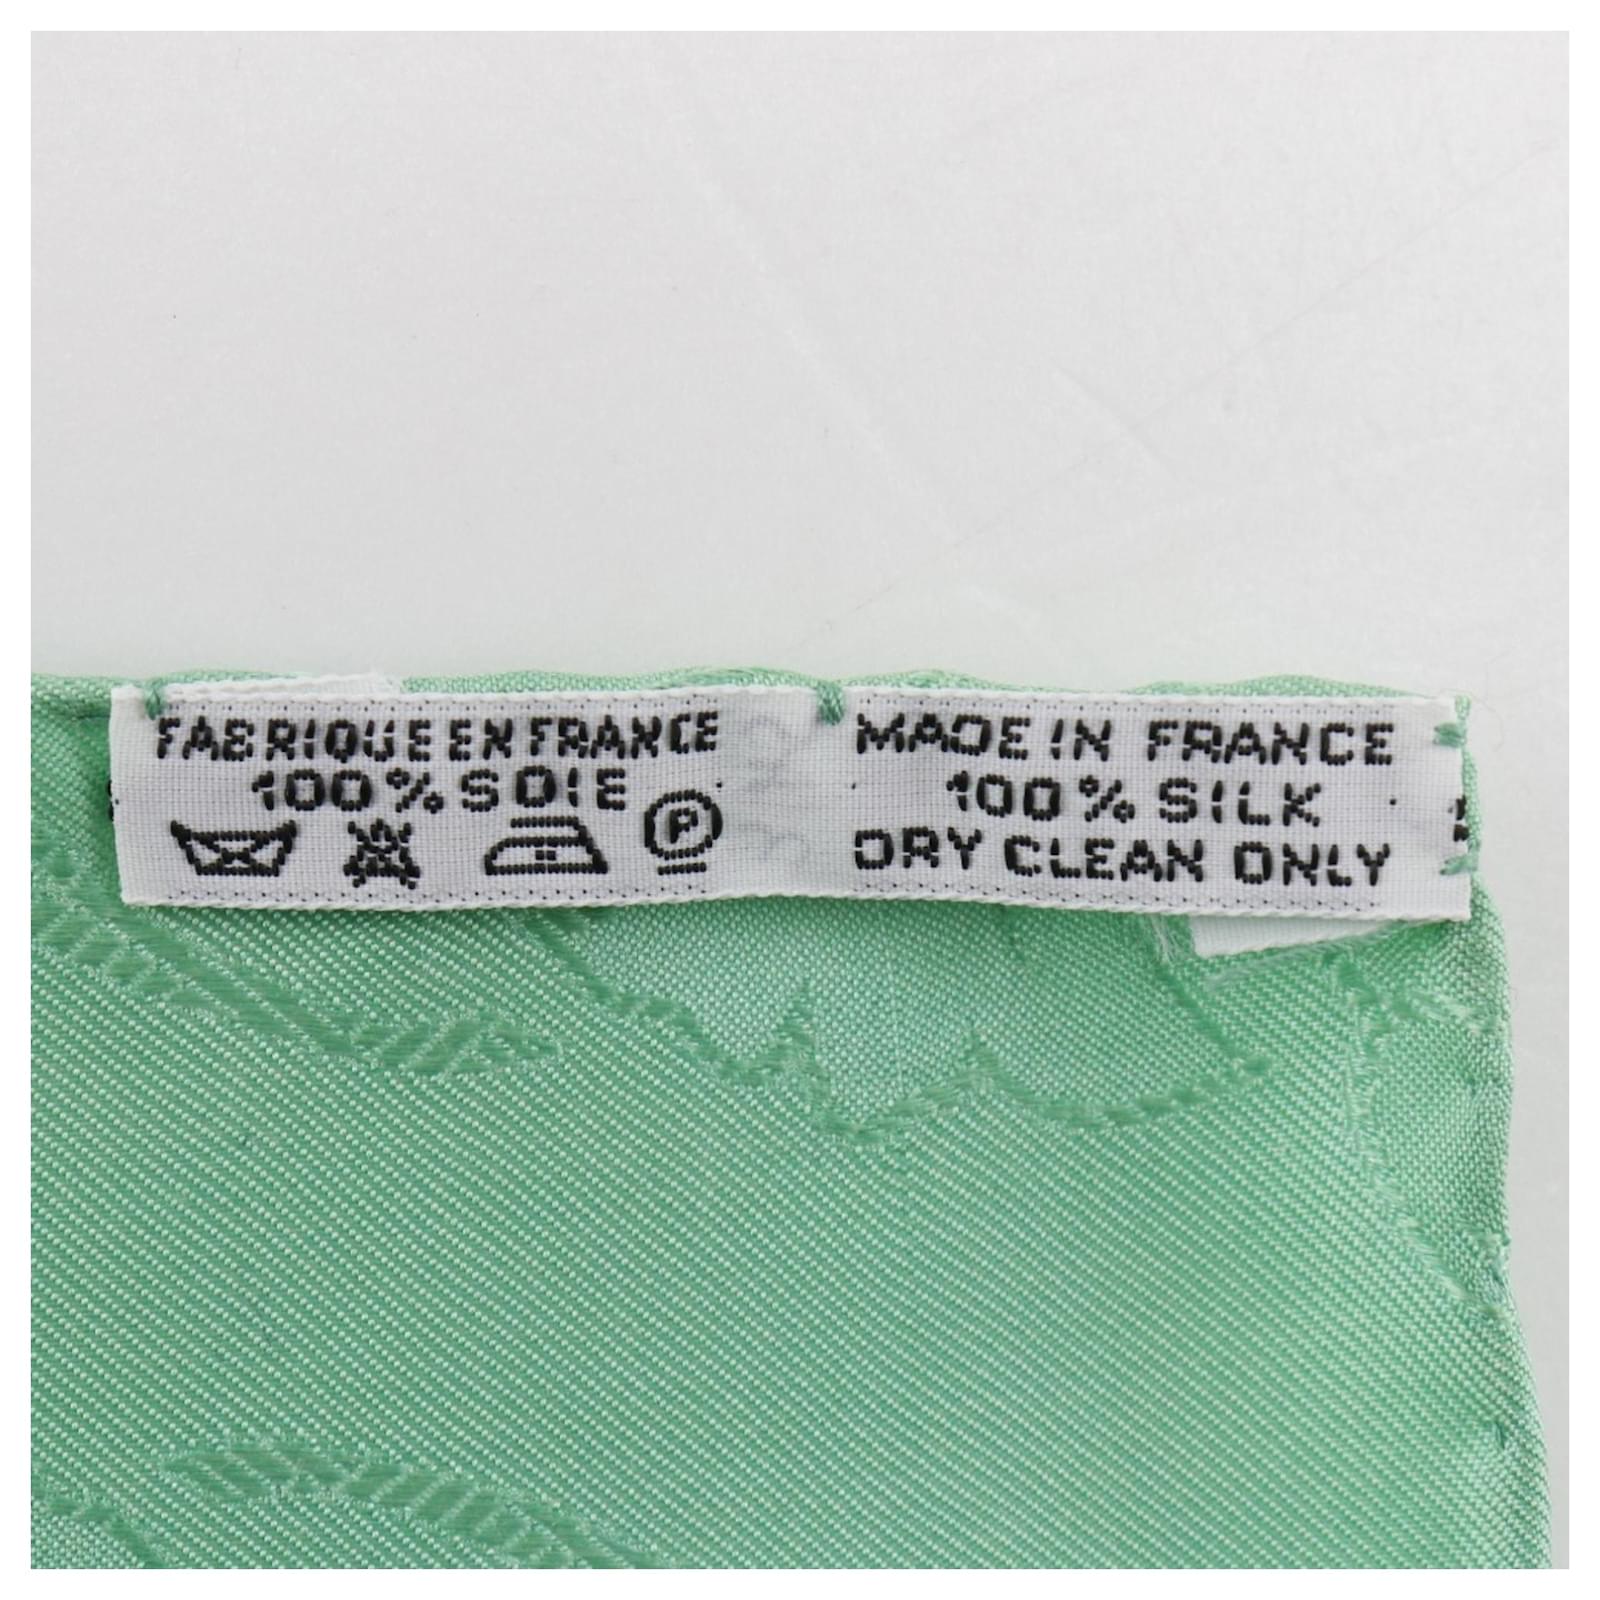 FABRIQUE EN FRANCE
100% SOIE
P
MADE IN FRANCE
100% SILK
DRY CLEAN ONLY